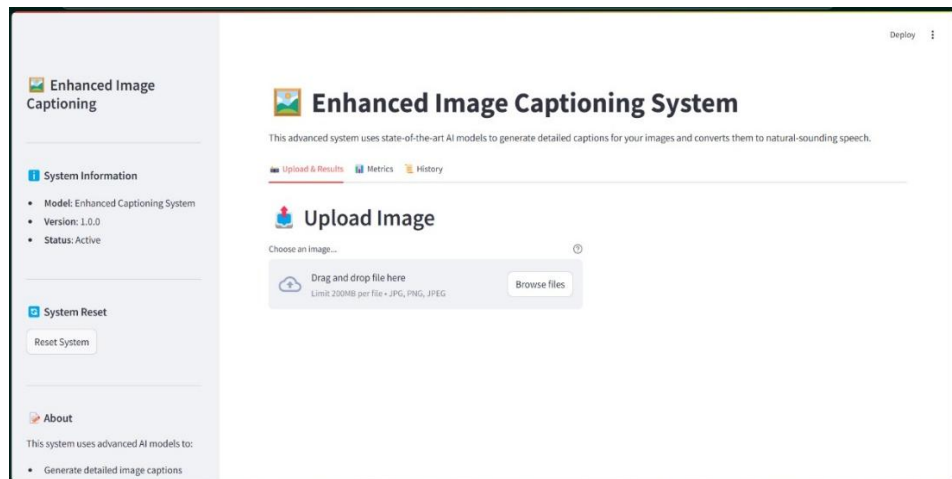 Deploy
Enhanced Image
Captioning
System Information
Model: Enhanced Captioning System
Version: 1.0.0
Status: Active
System Reset
Reset System
About
This system uses advanced AI models to:
Generate detailed image captions
Enhanced Image Captioning System
This advanced system uses state-of-the-art AI models to generate detailed captions for your images and converts them to natural-sounding speech.
Upload & Results Metrics History
Upload Image
Choose an image...
Drag and drop file here
Limit 200MB per file • JPG, PNG, JPEG
Browse files